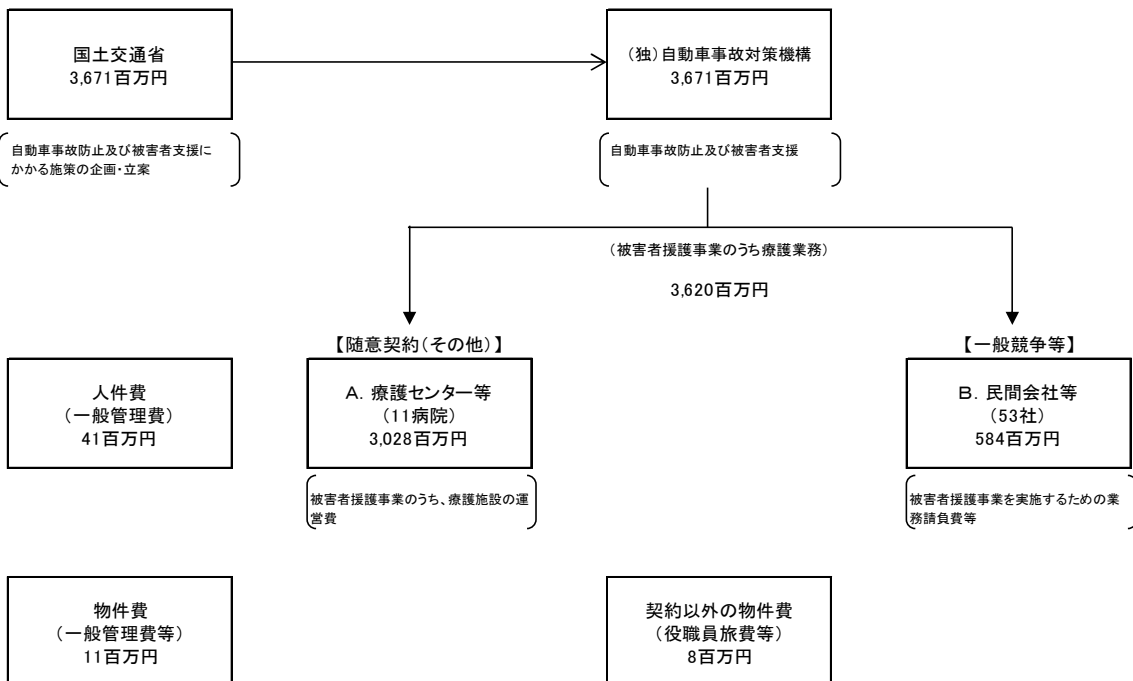 国土交通省
3,671百万円
(独)自動車事故対策機構
3,671百万円
自動車事故防止及び被害者支援に
かかる施策の企画・立案
自動車事故防止及び被害者支援
(被害者援護事業のうち療護業務)
3,620百万円
【随意契約(その他)】
【一般競争等】
人件費
(一般管理費)
41百万円
A. 療護センター等
(11病院)
3,028百万円
B. 民間会社等
(53社)
584百万円
被害者援護事業のうち、療護施設の運
営費
被害者援護事業を実施するための業
務請負費等
物件費
(一般管理費等)
11百万円
契約以外の物件費
(役職員旅費等)
8百万円